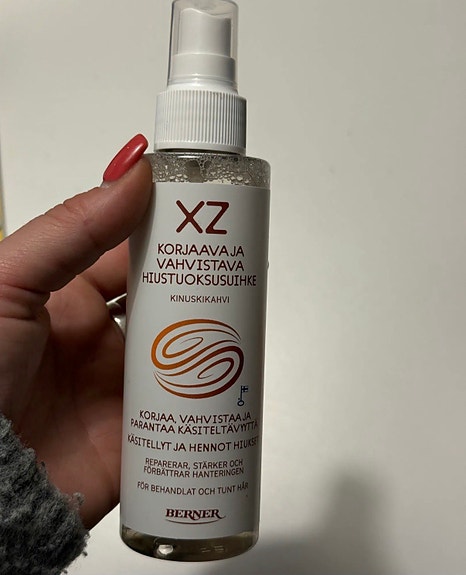 XZ
KORJAAVA JA
VAHVISTAVA
HIUSTUOKSUSUIHKE
KINUSKIKAHVI
KORJAA, VAHVISTAA JA
PARANTAA KÄSITELTÄVYYTTÄ
KÄSITELLYT JA HENNOT HIUKSET
REPARERAR, STÄRKER OCH
FÖRBÄTTRAR HANTERINGEN
FÖR BEHANDLAT OCH TUNT HÅR
BERNER